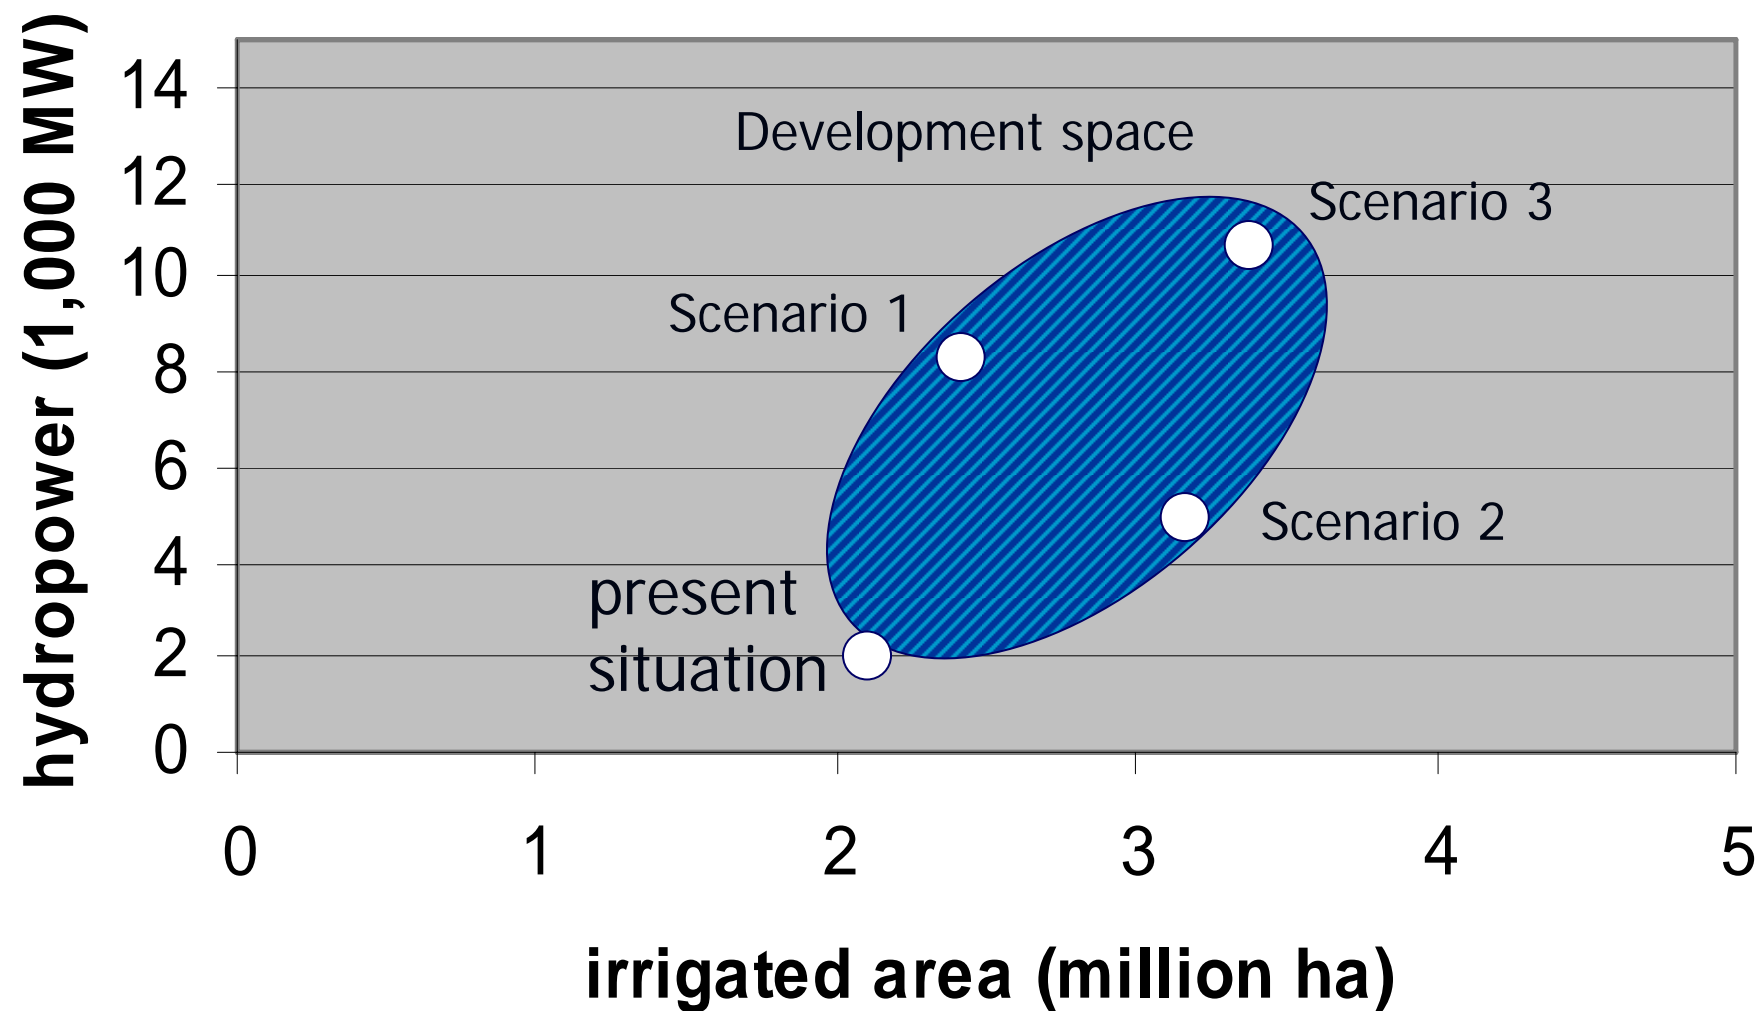 hydropower (1,000 MW)
14
12
10
8
6
4
2
0
Development space
Scenario 3
Scenario 1
Scenario 2
present
situation
0 1 2 3 4 5
irrigated area (million ha)